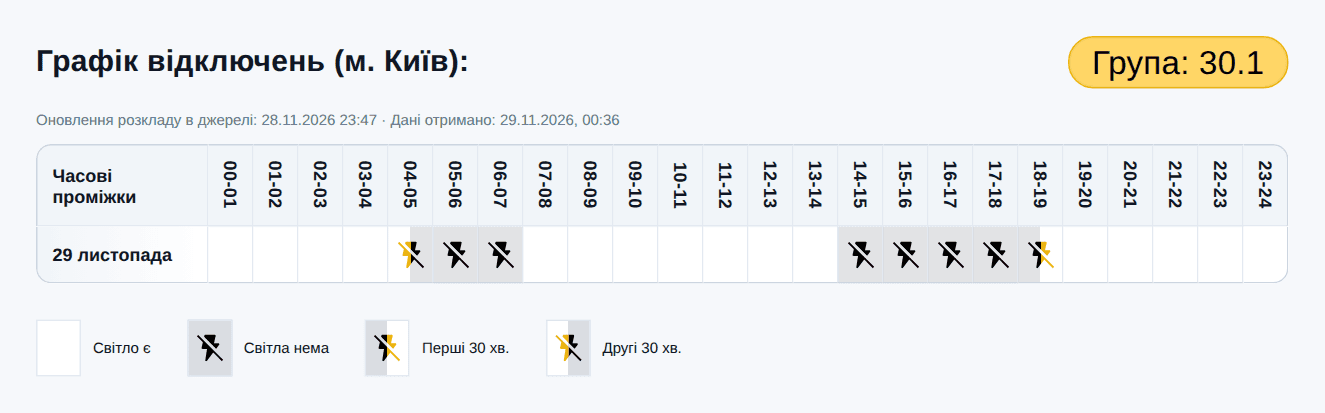 Графік відключень (м. Київ):
Група: 30.1
Оновлення розкладу в джерелі: 28.11.2026 23:47 · Дані отримано: 29.11.2026, 00:36
Часові
проміжки
00-01
01-02
02-03
03-04
04-05
05-06
06-07
07-08
08-09
09-10
10-11
11-12
12-13
13-14
14-15
15-16
16-17
17-18
18-19
19-20
20-21
21-22
22-23
23-24
29 листопада
Світло є
Світла нема
Перші 30 хв.
Другі 30 хв.